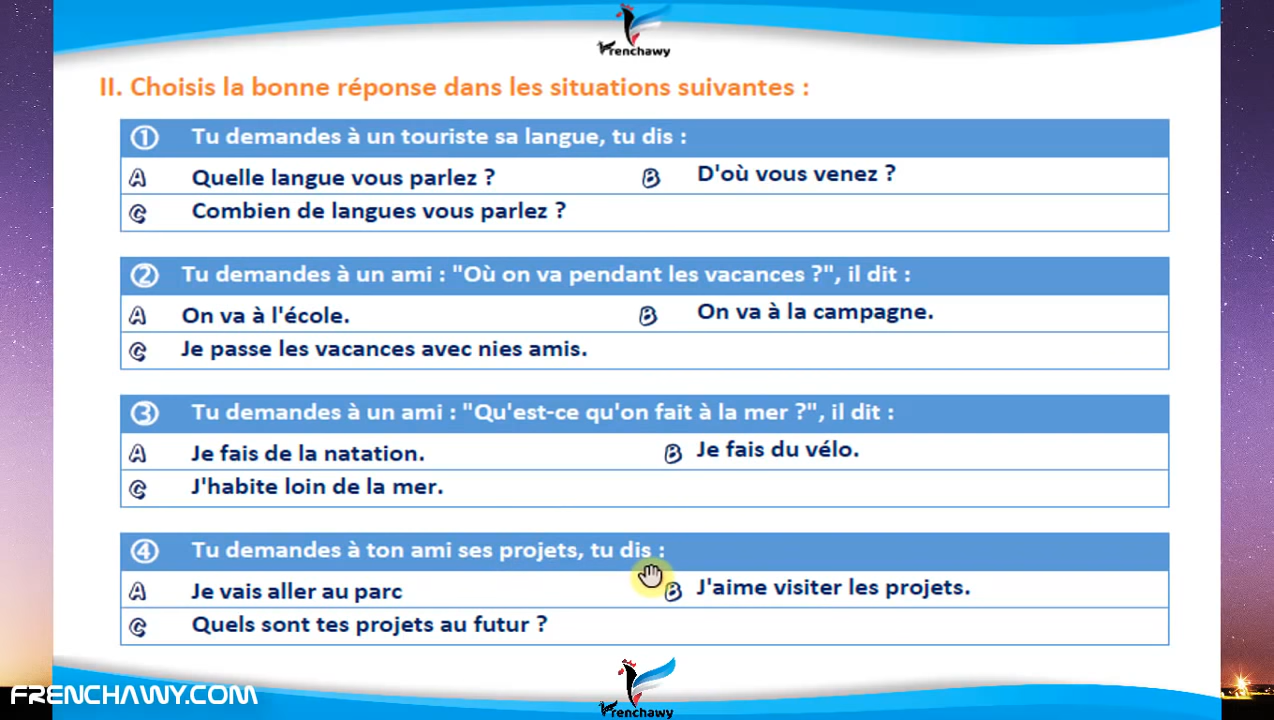 Frenchawy
II. Choisis la bonne réponse dans les situations suivantes :
① Tu demandes à un touriste sa langue, tu dis :
A Quelle langue vous parlez ? B D'où vous venez ?
C Combien de langues vous parlez ?
② Tu demandes à un ami : "Où on va pendant les vacances ?", il dit :
A On va à l'école. B On va à la campagne.
C Je passe les vacances avec nies amis.
③ Tu demandes à un ami : "Qu'est-ce qu'on fait à la mer ?", il dit :
A Je fais de la natation. B Je fais du vélo.
C J'habite loin de la mer.
④ Tu demandes à ton ami ses projets, tu dis :
A Je vais aller au parc B J'aime visiter les projets.
C Quels sont tes projets au futur ?
FRENCHAWY.COM
Frenchawy